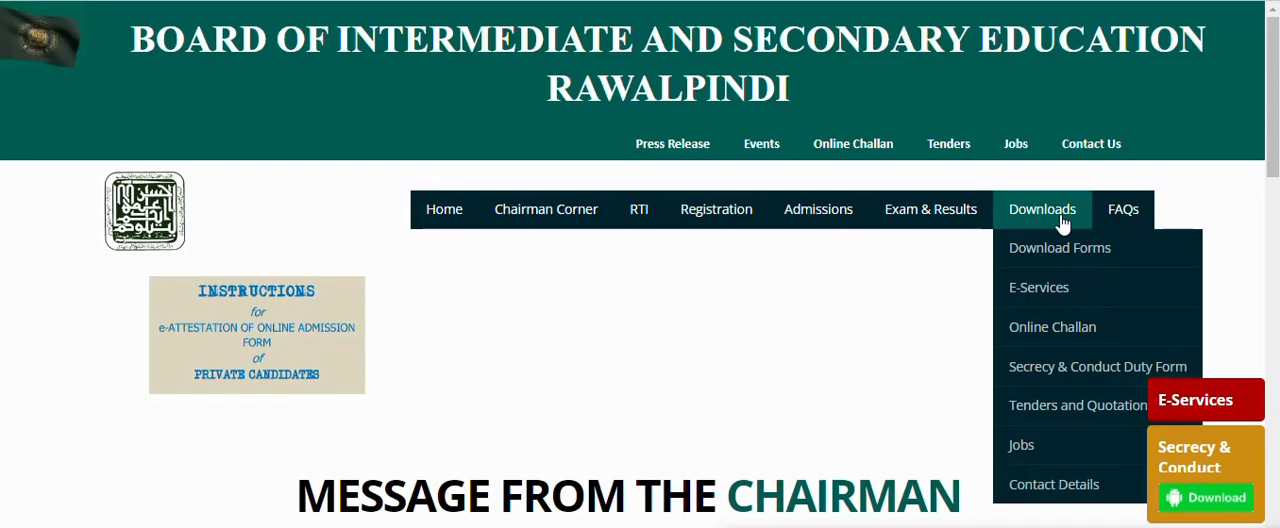 BOARD OF INTERMEDIATE AND SECONDARY EDUCATION
RAWALPINDI
Press Release Events Online Challan Tenders Jobs Contact Us
Home Chairman Corner RTI Registration Admissions Exam & Results Downloads FAQs
Download Forms
E-Services
Online Challan
Secrecy & Conduct Duty Form
Tenders and Quotation
Jobs
Contact Details
INSTRUCTIONS
for
e-ATTESTATION OF ONLINE ADMISSION
FORM
of
PRIVATE CANDIDATES
E-Services
Secrecy &
Conduct
Download
MESSAGE FROM THE CHAIRMAN